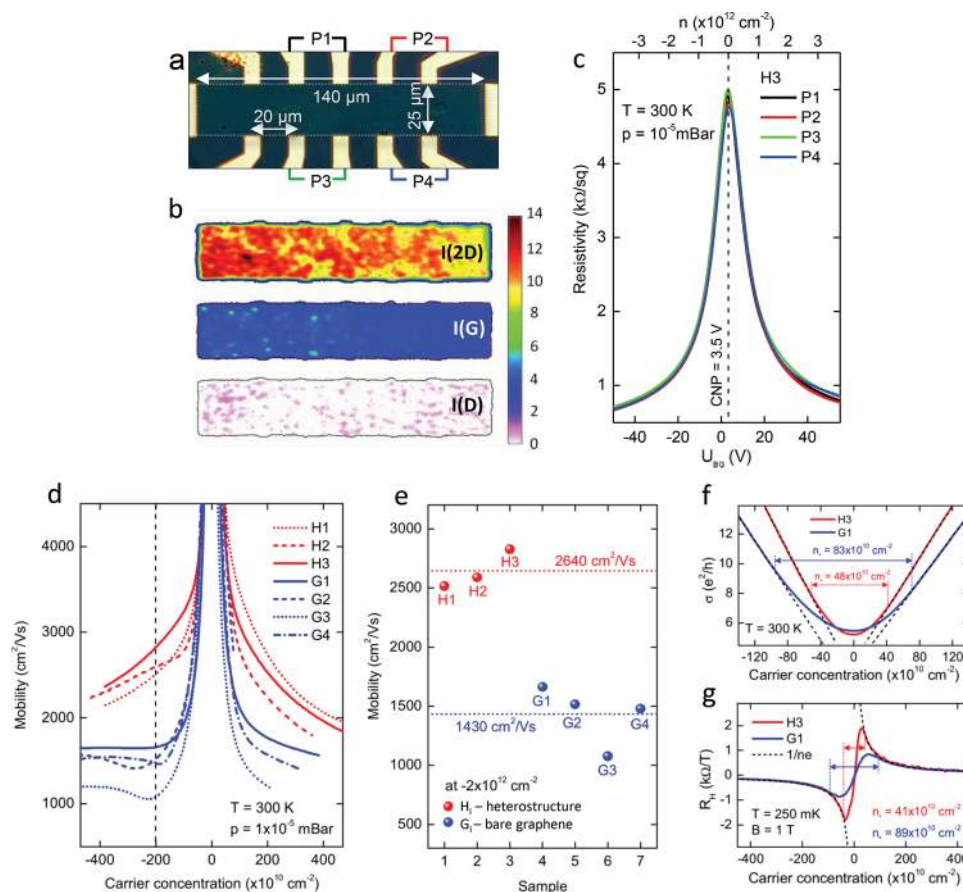 a
P1
P2
140 µm
25 µm
20 µm
P3
P4
b
I(2D)
I(G)
I(D)
14
12
10
8
6
4
2
0
c
n (x10¹² cm⁻²)
-3 -2 -1 0 1 2 3
H3
T = 300 K
p = 10⁻⁵ mBar
P1
P2
P3
P4
CNP = 3.5 V
Resistivity (kΩ/sq)
5
4
3
2
1
-40 -20 0 20 40
U_BG (V)
d
Mobility (cm²/Vs)
4000
3000
2000
1000
H1
H2
H3
G1
G2
G3
G4
T = 300 K
p = 1x10⁻⁵ mBar
-400 -200 0 200 400
Carrier concentration (x10¹⁰ cm⁻²)
e
Mobility (cm²/Vs)
3000
2500
2000
1500
1000
500
H1
H2
H3
2640 cm²/Vs
G1
G2
G3
G4
1430 cm²/Vs
at -2x10¹² cm⁻²
Hᵢ – heterostructure
Gᵢ – bare graphene
1 2 3 4 5 6 7
Sample
f
σ (e²/h)
12
10
8
6
H3
G1
n* = 83x10¹⁰ cm⁻²
n* = 48x10¹⁰ cm⁻²
T = 300 K
-120 -80 -40 0 40 80 120
Carrier concentration (x10¹⁰ cm⁻²)
g
R_H (kΩ/T)
2
1
0
-1
-2
H3
G1
1/ne
T = 250 mK
B = 1 T
n* = 41x10¹⁰ cm⁻²
n* = 89x10¹⁰ cm⁻²
-400 -200 0 200 400
Carrier concentration (x10¹⁰ cm⁻²)